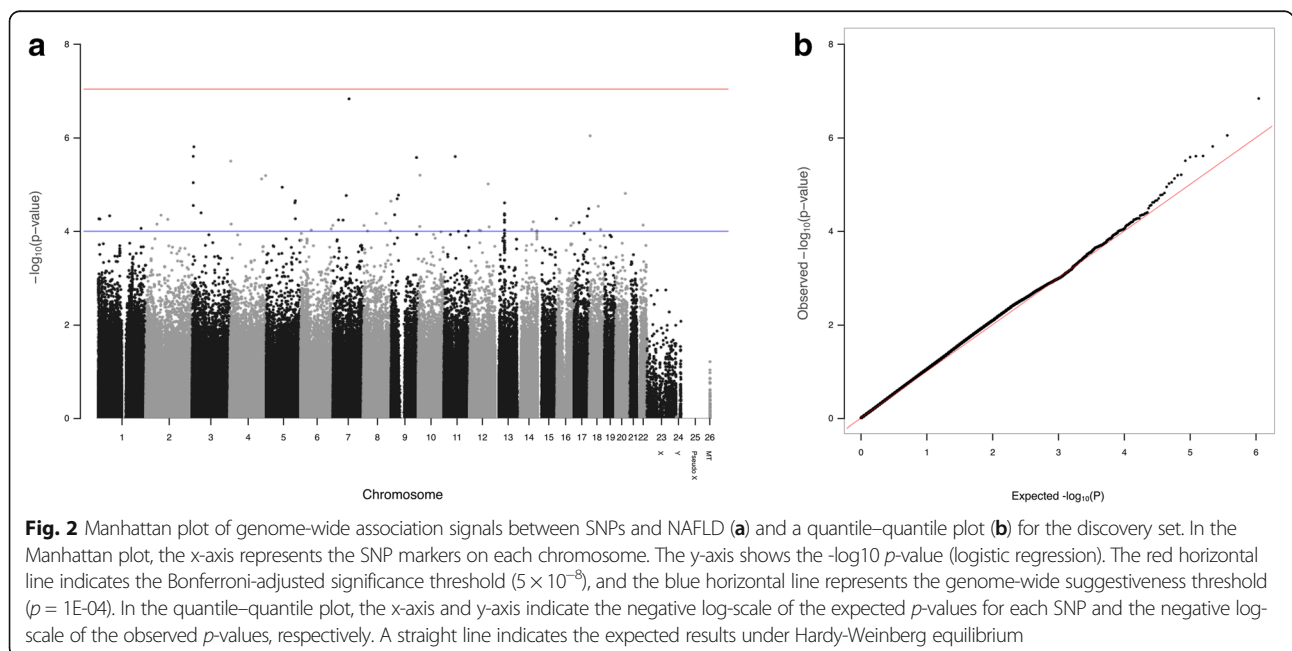 a
8
6
4
2
0
−log10(p−value)
1 2 3 4 5 6 7 8 9 10 11 12 13 14 15 16 17 18 19 20 21 22 23 24 25 26
X Y Pseudo X MT
Chromosome
b
8
6
4
2
0
Observed −log10(p−value)
0 1 2 3 4 5 6
Expected -log10(P)
Fig. 2 Manhattan plot of genome-wide association signals between SNPs and NAFLD (a) and a quantile–quantile plot (b) for the discovery set. In the
Manhattan plot, the x-axis represents the SNP markers on each chromosome. The y-axis shows the -log10 p-value (logistic regression). The red horizontal
line indicates the Bonferroni-adjusted significance threshold (5 × 10−8), and the blue horizontal line represents the genome-wide suggestiveness threshold
(p = 1E-04). In the quantile–quantile plot, the x-axis and y-axis indicate the negative log-scale of the expected p-values for each SNP and the negative log-
scale of the observed p-values, respectively. A straight line indicates the expected results under Hardy-Weinberg equilibrium